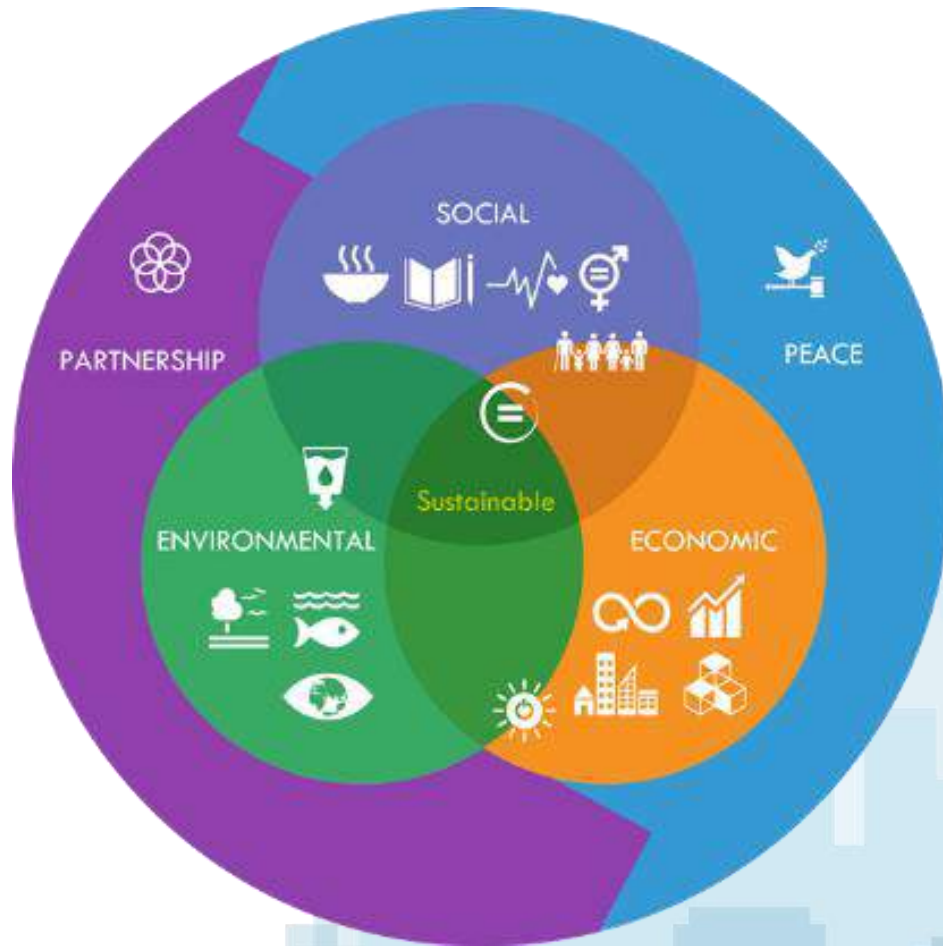 SOCIAL
PARTNERSHIP
PEACE
Sustainable
ENVIRONMENTAL
ECONOMIC